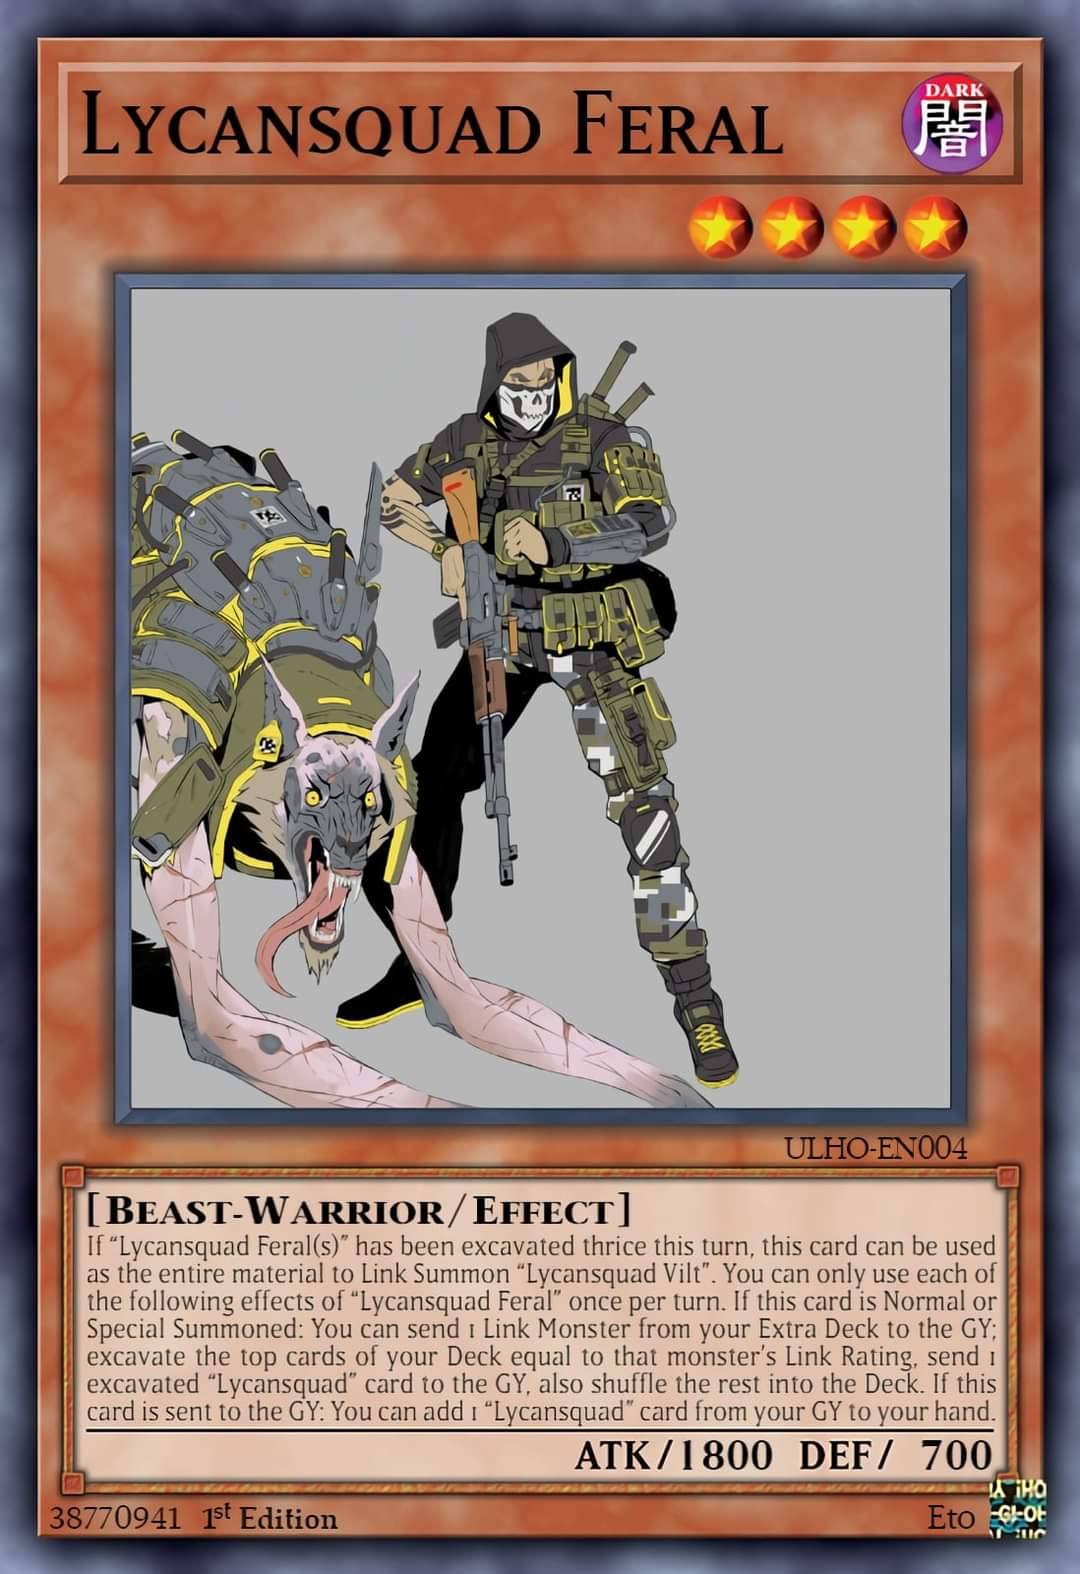 Lycansquad Feral
DARK
闇
ULHO-EN004
[Beast-Warrior/Effect]
If “Lycansquad Feral(s)” has been excavated thrice this turn, this card can be used
as the entire material to Link Summon “Lycansquad Vilt”. You can only use each of
the following effects of “Lycansquad Feral” once per turn. If this card is Normal or
Special Summoned: You can send 1 Link Monster from your Extra Deck to the GY;
excavate the top cards of your Deck equal to that monster’s Link Rating, send 1
excavated “Lycansquad” card to the GY, also shuffle the rest into the Deck. If this
card is sent to the GY: You can add 1 “Lycansquad” card from your GY to your hand.
ATK/1800 DEF/ 700
38770941 1st Edition
Eto